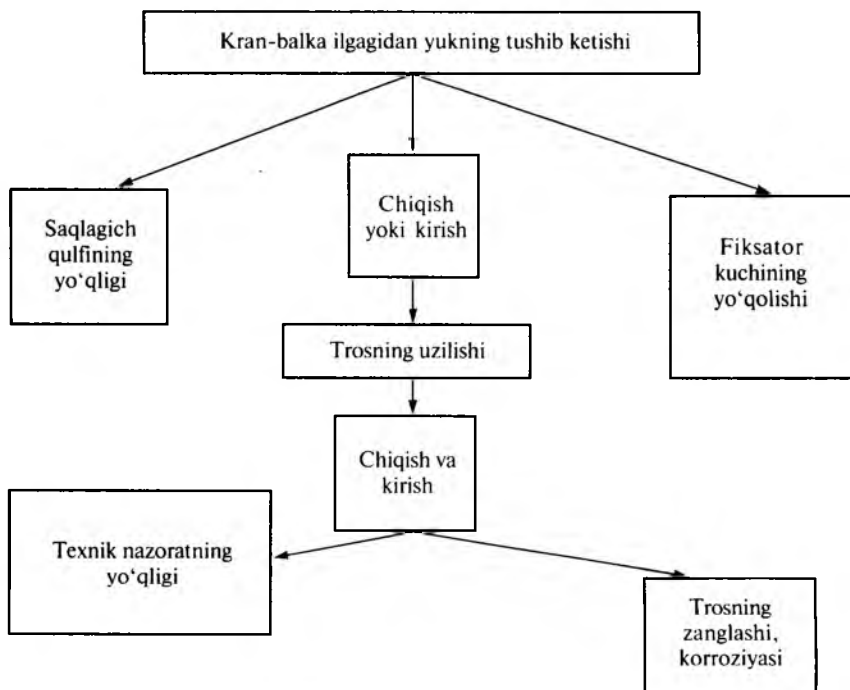 Kran-balka ilgagidan yukning tushib ketishi
Saqlagich
qulfining
yo‘qligi
Chiqish
yoki kirish
Fiksator
kuchining
yo‘qolishi
Trosning uzilishi
Chiqish va
kirish
Texnik nazoratning
yo‘qligi
Trosning
zanglashi,
korroziyasi